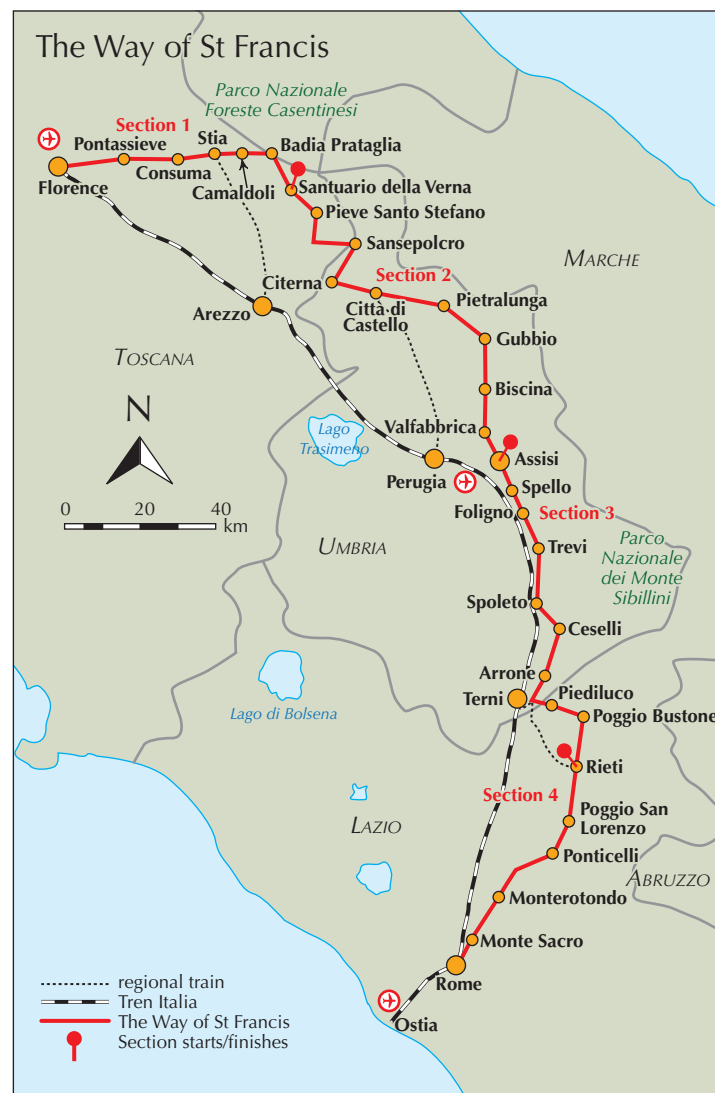 The Way of St Francis
Parco Nazionale
Foreste Casentinesi
Section 1
Stia
Pontassieve
Badia Prataglia
Consuma
Florence
Camaldoli
Santuario della Verna
Pieve Santo Stefano
Sansepolcro
MARCHE
Section 2
Citerna
Città di
Castello
Pietralunga
Arezzo
Gubbio
TOSCANA
Biscina
N
Lago
Trasimeno
Valfabbrica
Assisi
Perugia
Spello
0 20 40
km
Foligno
Section 3
UMBRIA
Trevi
Parco
Nazionale
dei Monte
Sibillini
Spoleto
Ceselli
Arrone
Terni
Piediluco
Poggio Bustone
Lago di Bolsena
Rieti
Section 4
Poggio San
Lorenzo
LAZIO
Ponticelli
ABRUZZO
Monterotondo
Monte Sacro
Rome
Ostia
regional train
Tren Italia
The Way of St Francis
Section starts/finishes